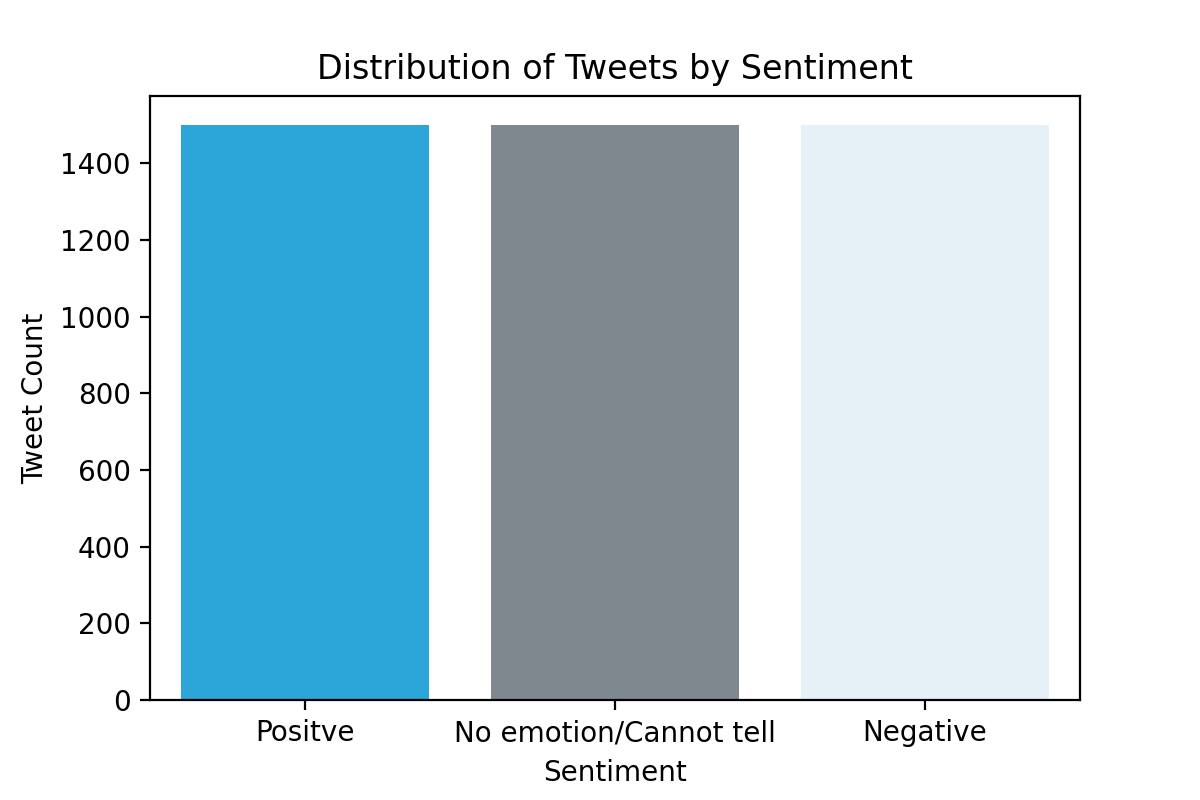 Distribution of Tweets by Sentiment
1400
1200
1000
800
600
400
200
0
Tweet Count
Positve
No emotion/Cannot tell
Negative
Sentiment